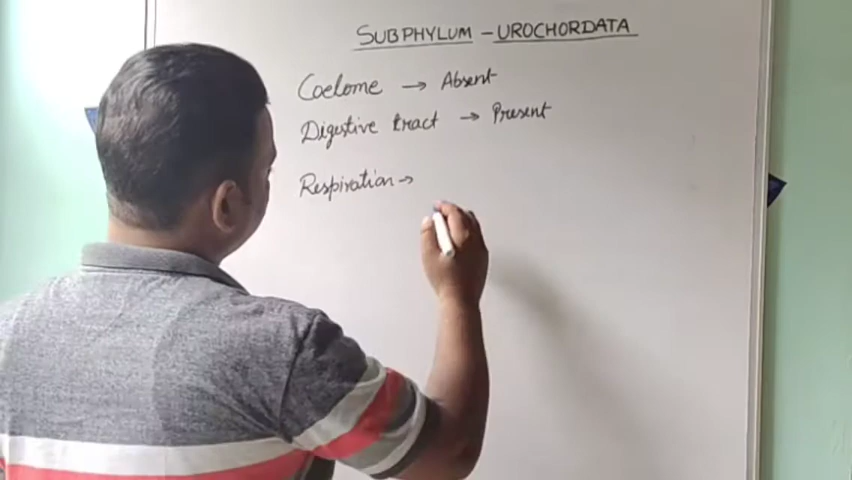 SUBPHYLUM - UROCHORDATA
Coelome → Absent
Digestive tract → Present
Respiration →